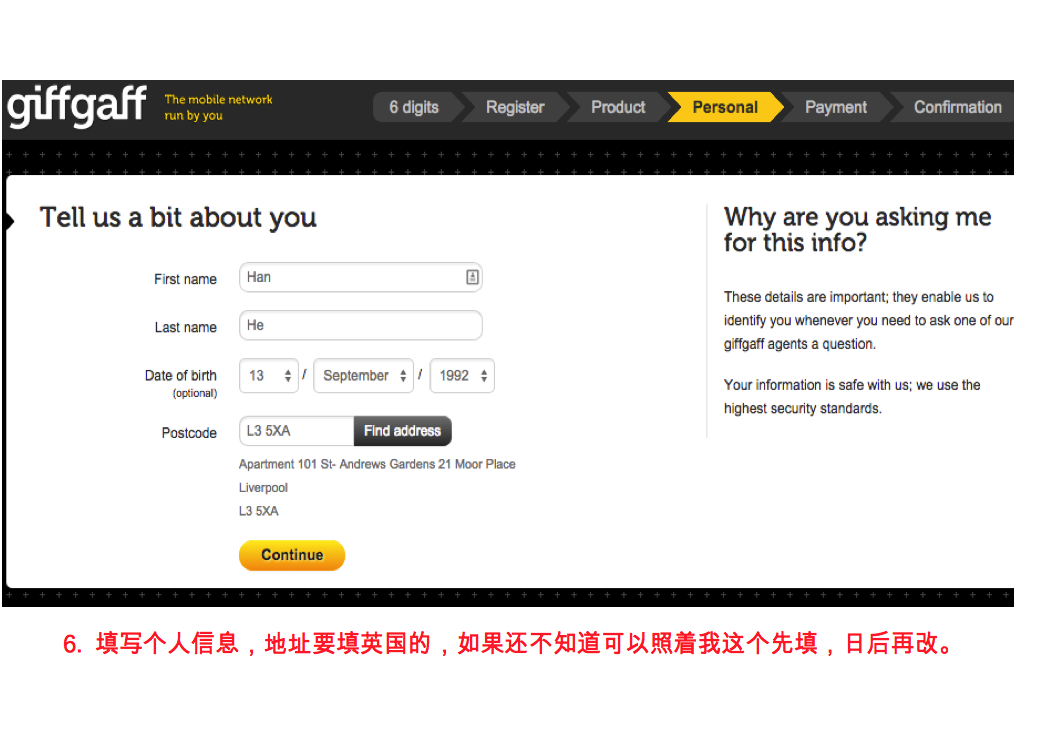 giffgaff
The mobile network
run by you
6 digits
Register
Product
Personal
Payment
Confirmation
Tell us a bit about you
First name
Han
Last name
He
Date of birth
(optional)
13
/
September
/
1992
Postcode
L3 5XA
Find address
Apartment 101 St- Andrews Gardens 21 Moor Place
Liverpool
L3 5XA
Continue
Why are you asking me
for this info?
These details are important; they enable us to
identify you whenever you need to ask one of our
giffgaff agents a question.
Your information is safe with us; we use the
highest security standards.
6. 填写个人信息，地址要填英国的，如果还不知道可以照着我这个先填，日后再改。